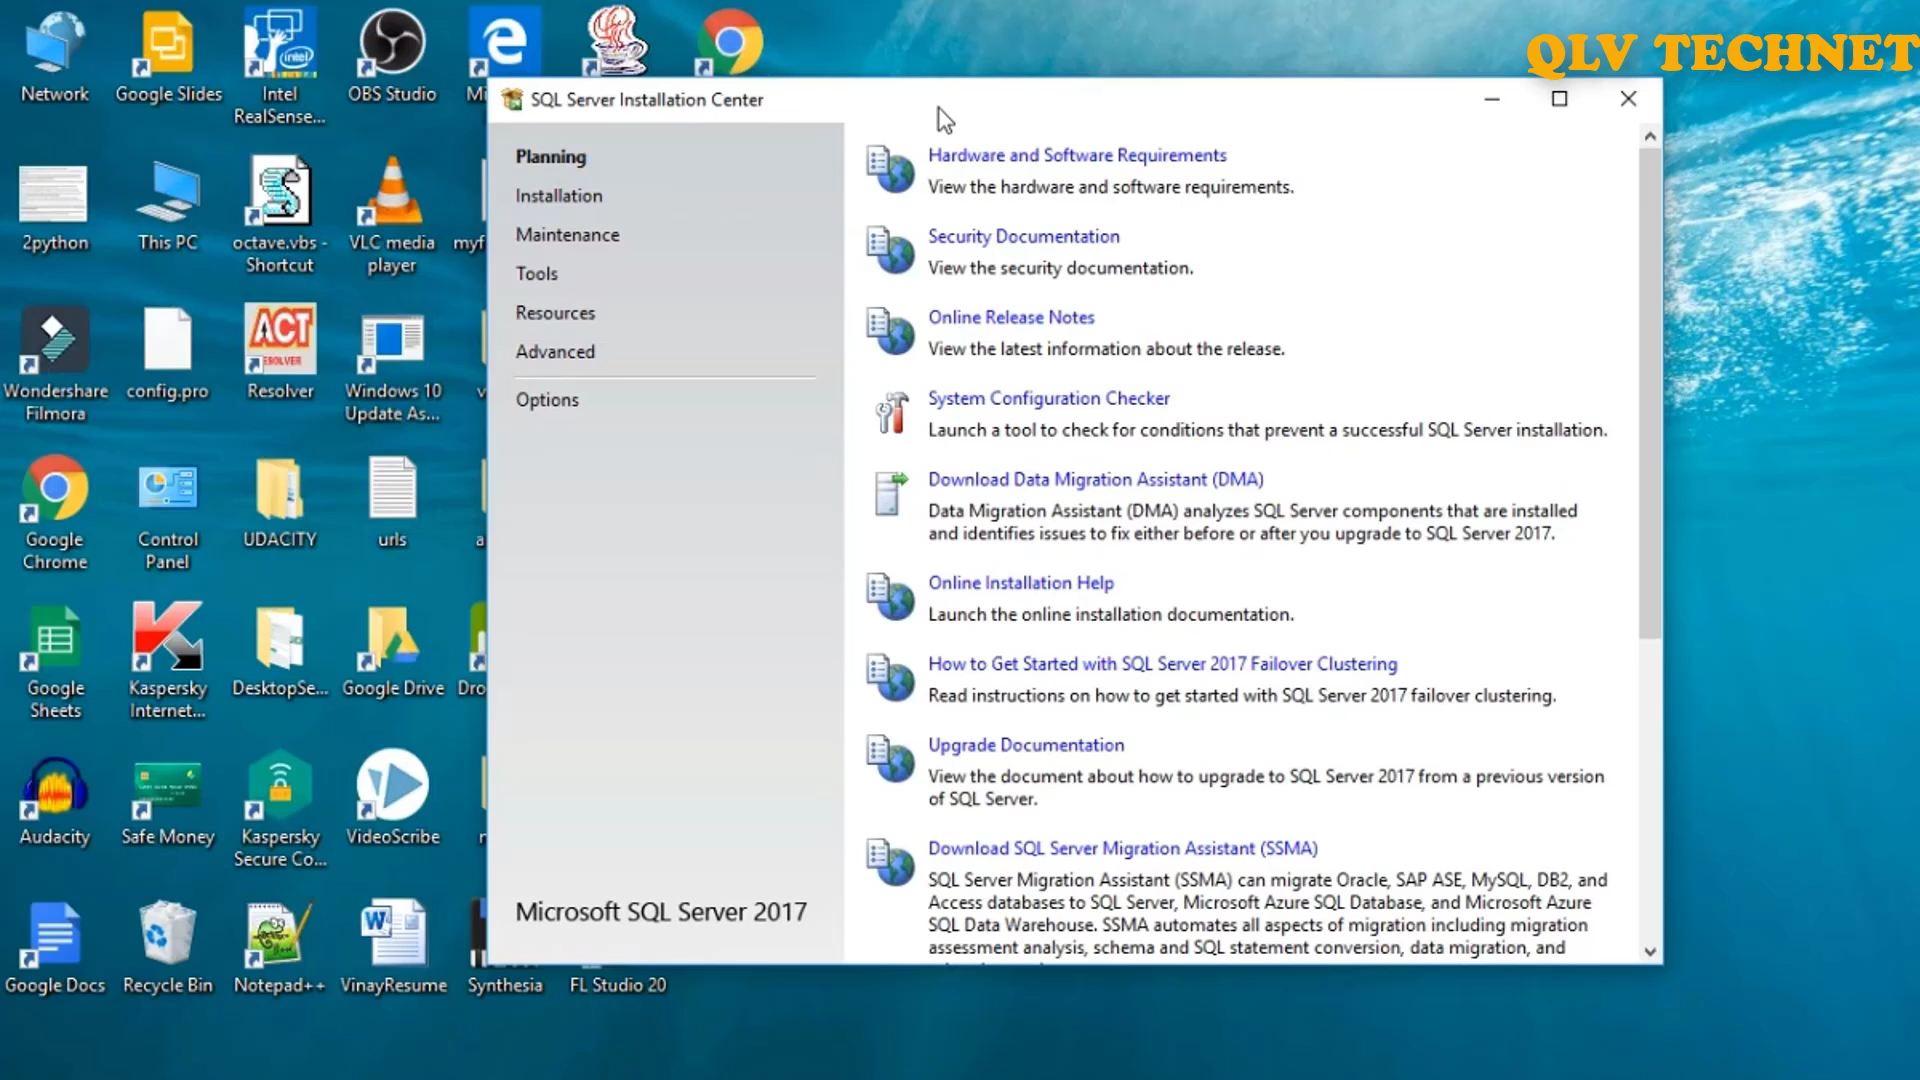 QLV TECHNET
Network
Google Slides
Intel
RealSense...
OBS Studio
Mi
2python
This PC
octave.vbs -
Shortcut
VLC media
player
myf
Wondershare
Filmora
config.pro
ACT
RESOLVER
Resolver
Windows 10
Update As...
Google
Chrome
Control
Panel
UDACITY
urls
Google
Sheets
Kaspersky
Internet...
DesktopSe...
Google Drive
Dro
Audacity
Safe Money
Kaspersky
Secure Co...
VideoScribe
Google Docs
Recycle Bin
Notepad++
VinayResume
Synthesia
FL Studio 20
SQL Server Installation Center
Planning
Installation
Maintenance
Tools
Resources
Advanced
Options
Microsoft SQL Server 2017
Hardware and Software Requirements
View the hardware and software requirements.
Security Documentation
View the security documentation.
Online Release Notes
View the latest information about the release.
System Configuration Checker
Launch a tool to check for conditions that prevent a successful SQL Server installation.
Download Data Migration Assistant (DMA)
Data Migration Assistant (DMA) analyzes SQL Server components that are installed
and identifies issues to fix either before or after you upgrade to SQL Server 2017.
Online Installation Help
Launch the online installation documentation.
How to Get Started with SQL Server 2017 Failover Clustering
Read instructions on how to get started with SQL Server 2017 failover clustering.
Upgrade Documentation
View the document about how to upgrade to SQL Server 2017 from a previous version
of SQL Server.
Download SQL Server Migration Assistant (SSMA)
SQL Server Migration Assistant (SSMA) can migrate Oracle, SAP ASE, MySQL, DB2, and
Access databases to SQL Server, Microsoft Azure SQL Database, and Microsoft Azure
SQL Data Warehouse. SSMA automates all aspects of migration including migration
assessment analysis, schema and SQL statement conversion, data migration, and